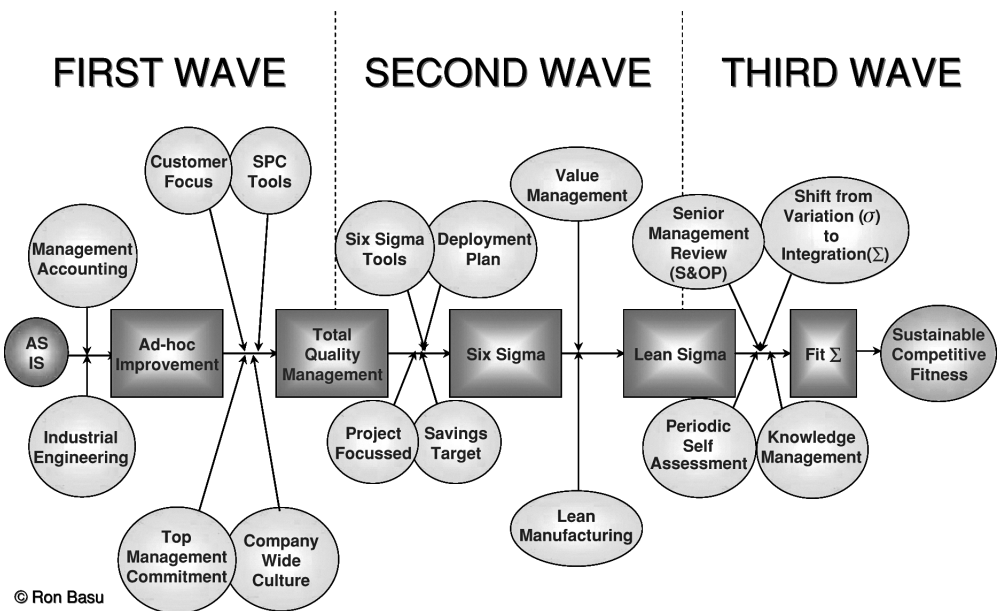 FIRST WAVE
SECOND WAVE
THIRD WAVE
Customer
Focus
SPC
Tools
Management
Accounting
AS
IS
Ad-hoc
Improvement
Industrial
Engineering
Top
Management
Commitment
Company
Wide
Culture
Total
Quality
Management
Six Sigma
Tools
Deployment
Plan
Project
Focussed
Savings
Target
Six Sigma
Value
Management
Lean
Manufacturing
Lean Sigma
Senior
Management
Review
(S&OP)
Shift from
Variation (σ)
to
Integration(Σ)
Periodic
Self
Assessment
Knowledge
Management
Fit Σ
Sustainable
Competitive
Fitness
© Ron Basu